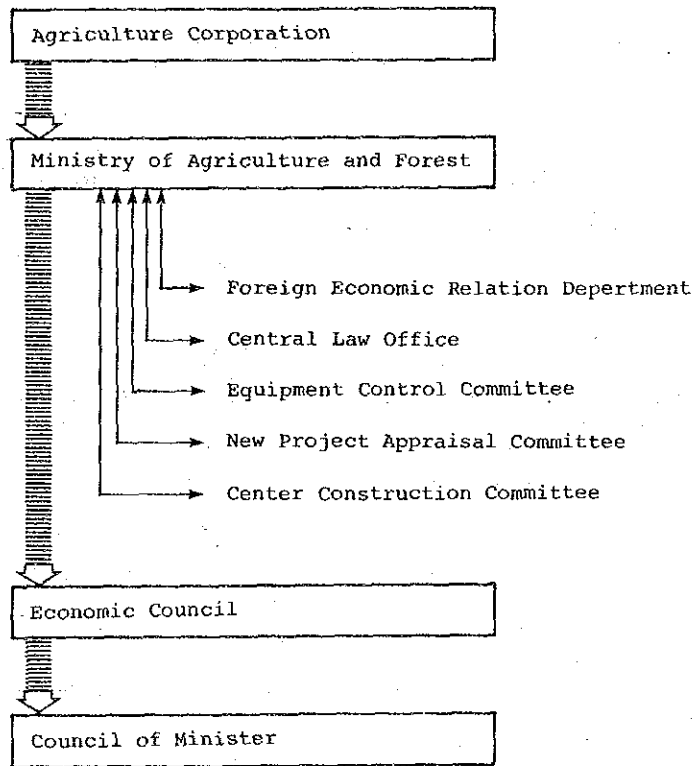 Agriculture Corporation
Ministry of Agriculture and Forest
Foreign Economic Relation Depertment
Central Law Office
Equipment Control Committee
New Project Appraisal Committee
Center Construction Committee
Economic Council
Council of Minister